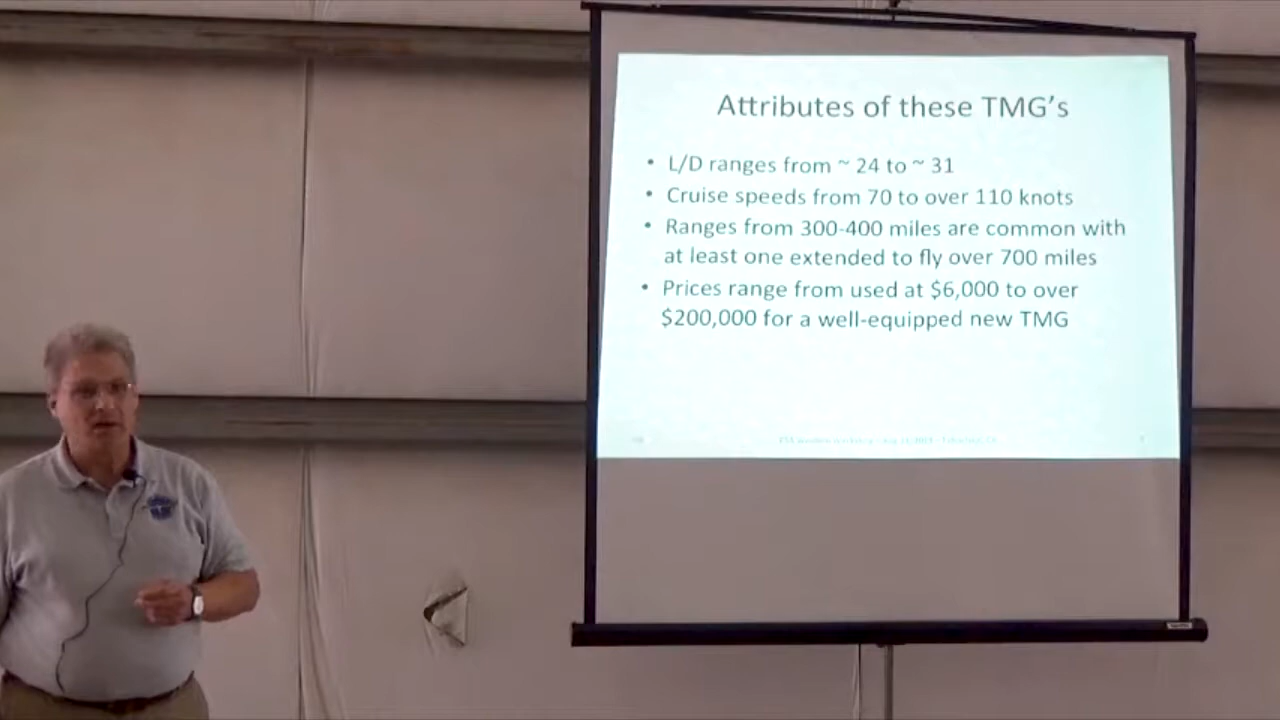 Attributes of these TMG's
• L/D ranges from ~ 24 to ~ 31
• Cruise speeds from 70 to over 110 knots
• Ranges from 300-400 miles are common with
at least one extended to fly over 700 miles
• Prices range from used at $6,000 to over
$200,000 for a well-equipped new TMG